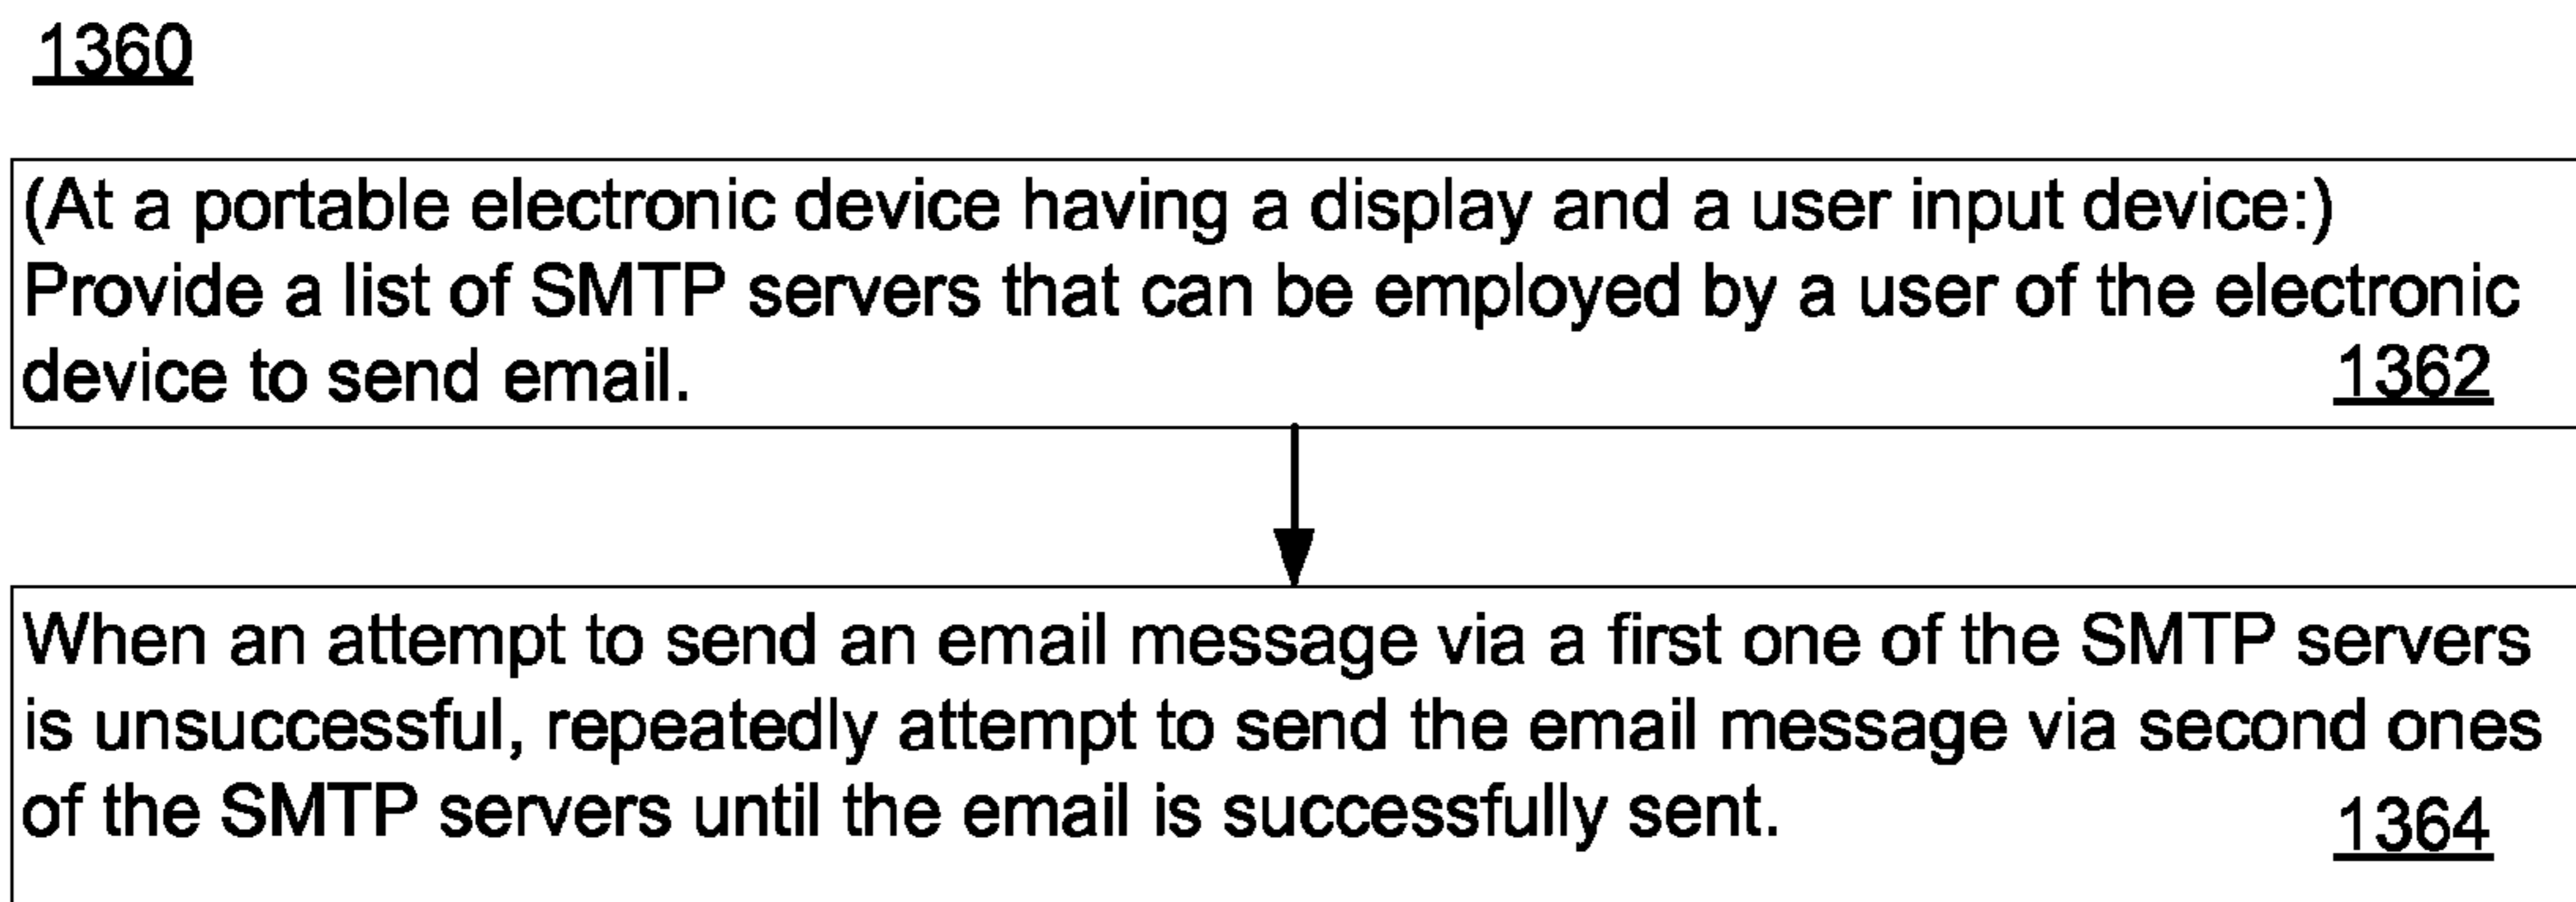 1360
(At a portable electronic device having a display and a user input device:)
Provide a list of SMTP servers that can be employed by a user of the electronic
device to send email.
1362
When an attempt to send an email message via a first one of the SMTP servers
is unsuccessful, repeatedly attempt to send the email message via second ones
of the SMTP servers until the email is successfully sent.
1364